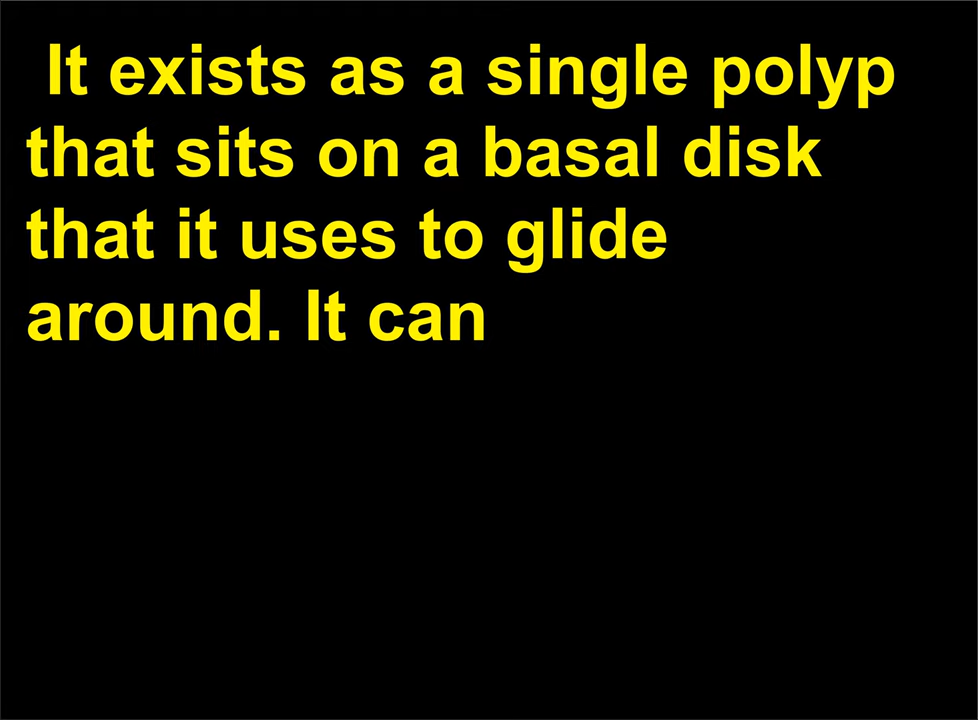 It exists as a single polyp
that sits on a basal disk
that it uses to glide
around. It can